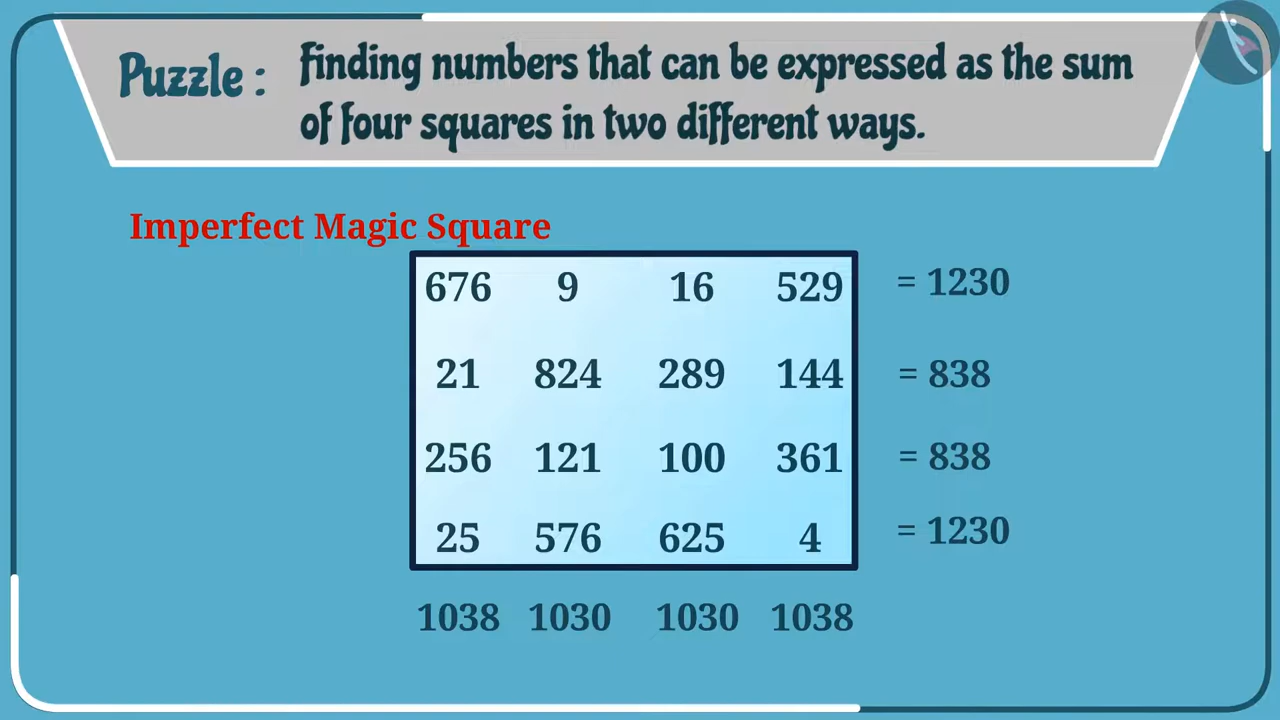 Puzzle : Finding numbers that can be expressed as the sum
of four squares in two different ways.
Imperfect Magic Square
676 9 16 529 = 1230
21 824 289 144 = 838
256 121 100 361 = 838
25 576 625 4 = 1230
1038 1030 1030 1038